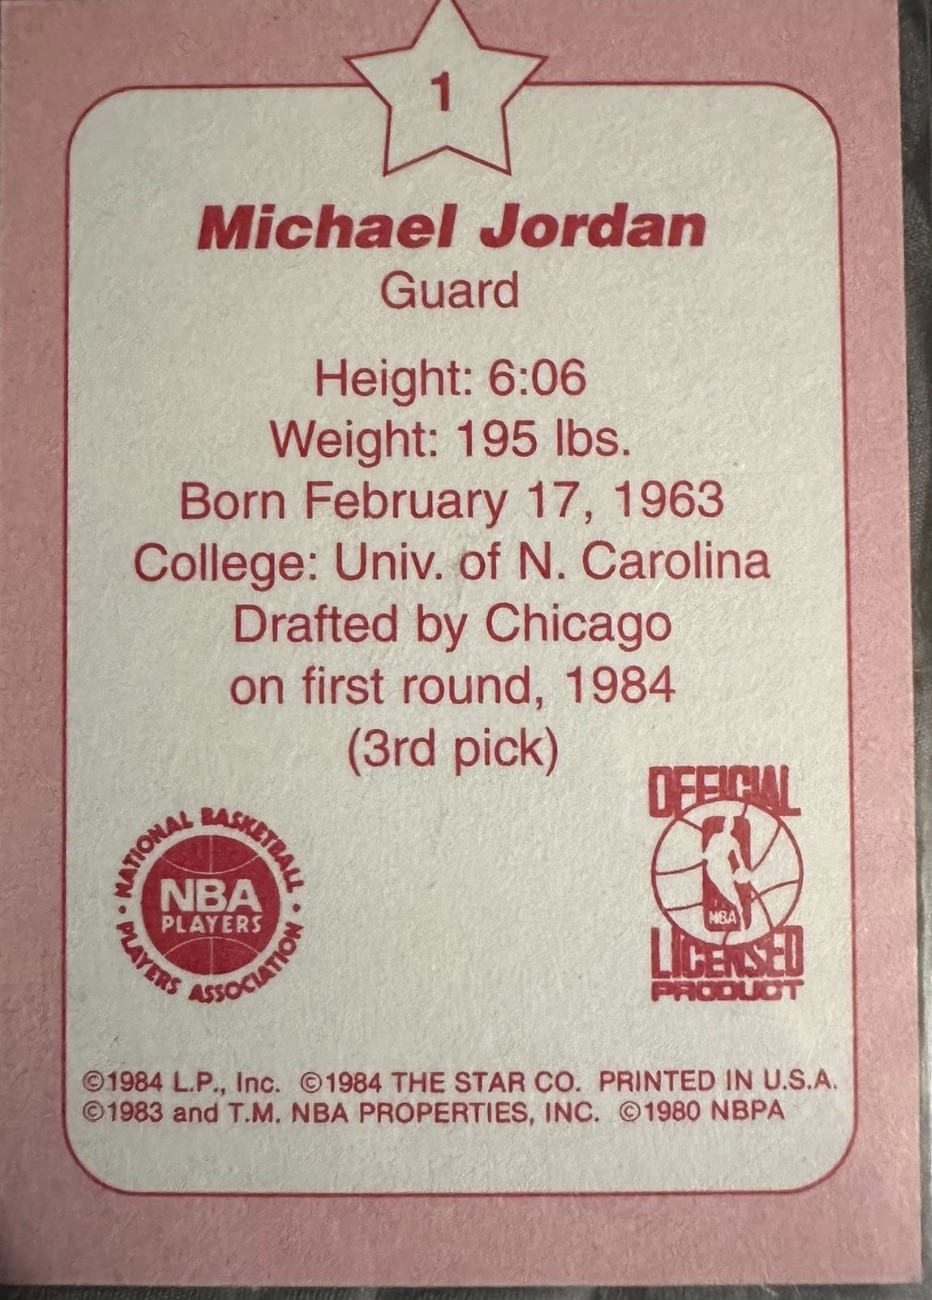 1
Michael Jordan
Guard
Height: 6:06
Weight: 195 lbs.
Born February 17, 1963
College: Univ. of N. Carolina
Drafted by Chicago
on first round, 1984
(3rd pick)
• NATIONAL BASKETBALL •
NBA
PLAYERS
PLAYERS ASSOCIATION
OFFICIAL
NBA
LICENSED
PRODUCT
©1984 L.P., Inc. ©1984 THE STAR CO. PRINTED IN U.S.A.
©1983 and T.M. NBA PROPERTIES, INC. ©1980 NBPA